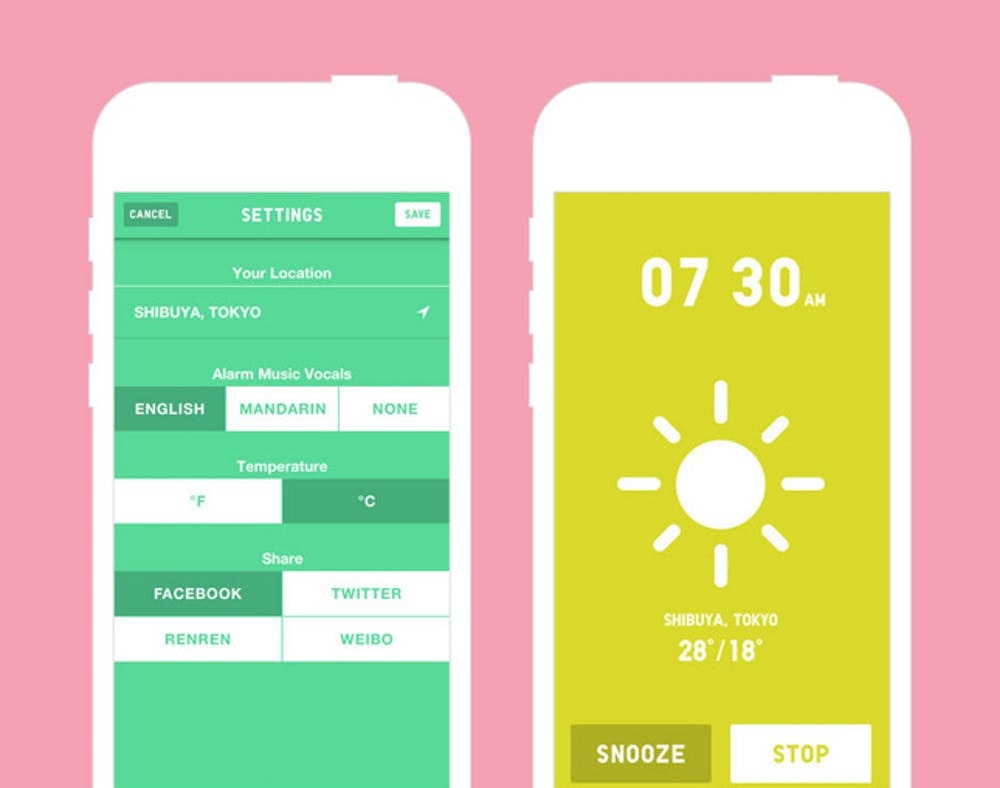 CANCEL SETTINGS SAVE
Your Location
SHIBUYA, TOKYO
Alarm Music Vocals
ENGLISH MANDARIN NONE
Temperature
°F °C
Share
FACEBOOK TWITTER
RENREN WEIBO
07 30 AM
SHIBUYA, TOKYO
28°/18°
SNOOZE STOP